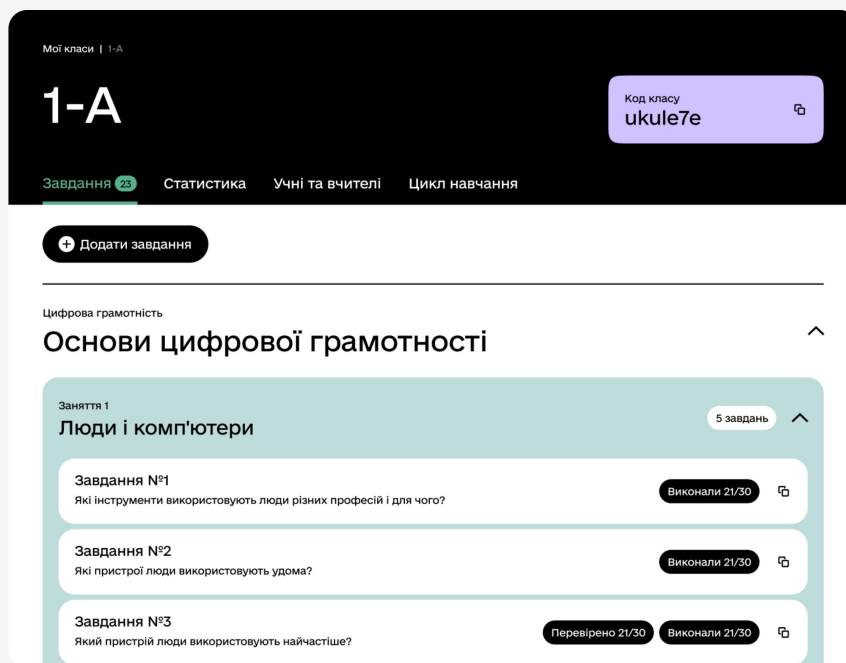 Мої класи | 1-А
1-А
Код класу
ukule7e
Завдання 23 Статистика Учні та вчителі Цикл навчання
Додати завдання
Цифрова грамотність
Основи цифрової грамотності
Заняття 1
Люди і комп'ютери
5 завдань
Завдання №1
Які інструменти використовують люди різних професій і для чого?
Виконали 21/30
Завдання №2
Які пристрої люди використовують удома?
Виконали 21/30
Завдання №3
Який пристрій люди використовують найчастіше?
Перевірено 21/30 Виконали 21/30